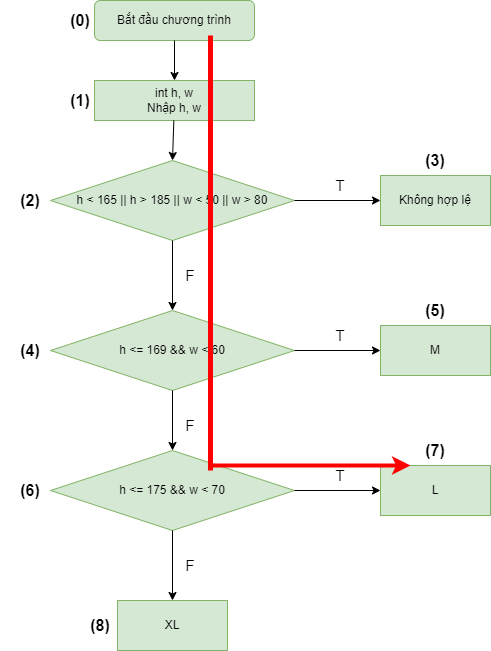 (0)
Bắt đầu chương trình
(1)
int h, w
Nhập h, w
(2)
h < 165 || h > 185 || w < 50 || w > 80
T
(3)
Không hợp lệ
F
(4)
h <= 169 && w < 60
T
(5)
M
F
(6)
h <= 175 && w < 70
T
(7)
L
F
(8)
XL